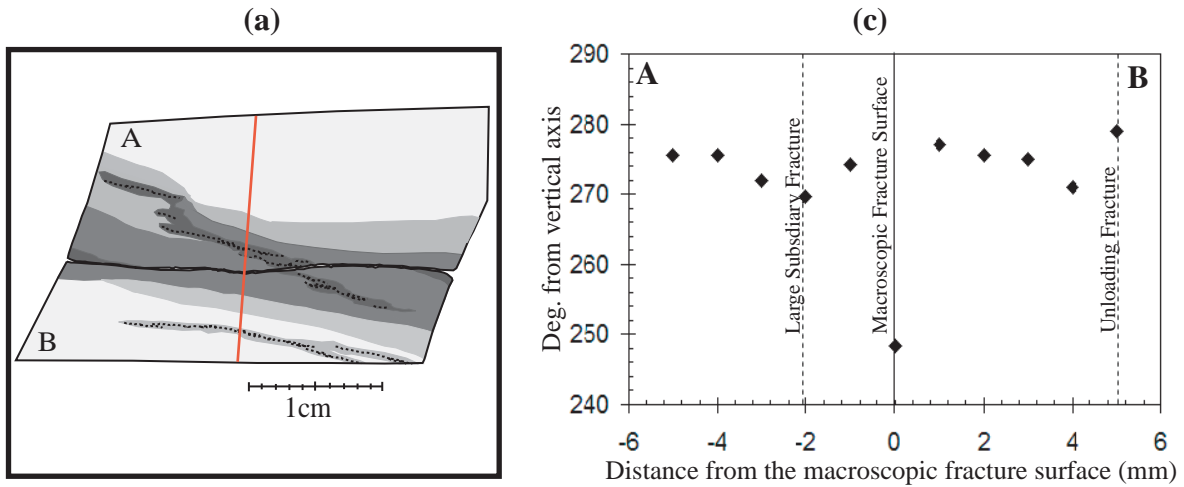 (a)
A
B
1cm
(c)
290
280
270
260
250
240
Deg. from vertical axis
A
B
Large Subsdiary Fracture
Macroscopic Fracture Surface
Unloading Fracture
-6
-4
-2
0
2
4
6
Distance from the macroscopic fracture surface (mm)